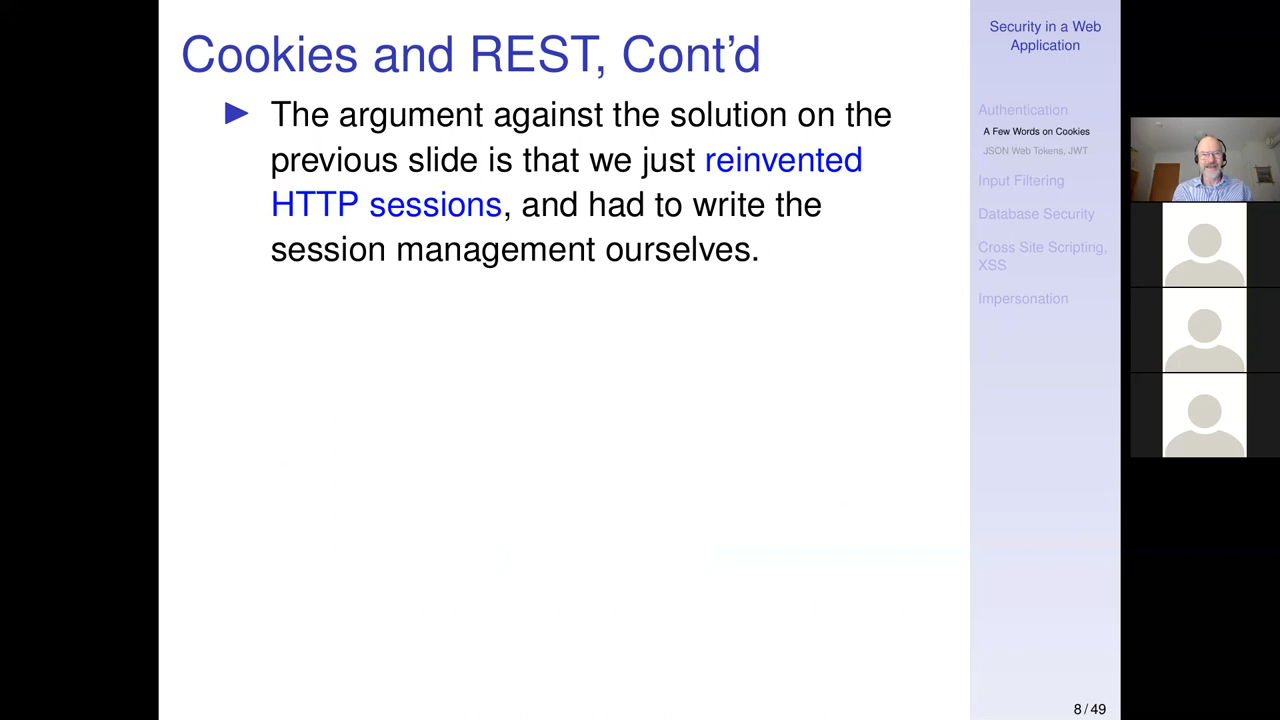 Cookies and REST, Cont'd
The argument against the solution on the
previous slide is that we just reinvented
HTTP sessions, and had to write the
session management ourselves.
Security in a Web
Application
Authentication
A Few Words on Cookies
JSON Web Tokens, JWT
Input Filtering
Database Security
Cross Site Scripting,
XSS
Impersonation
8 / 49